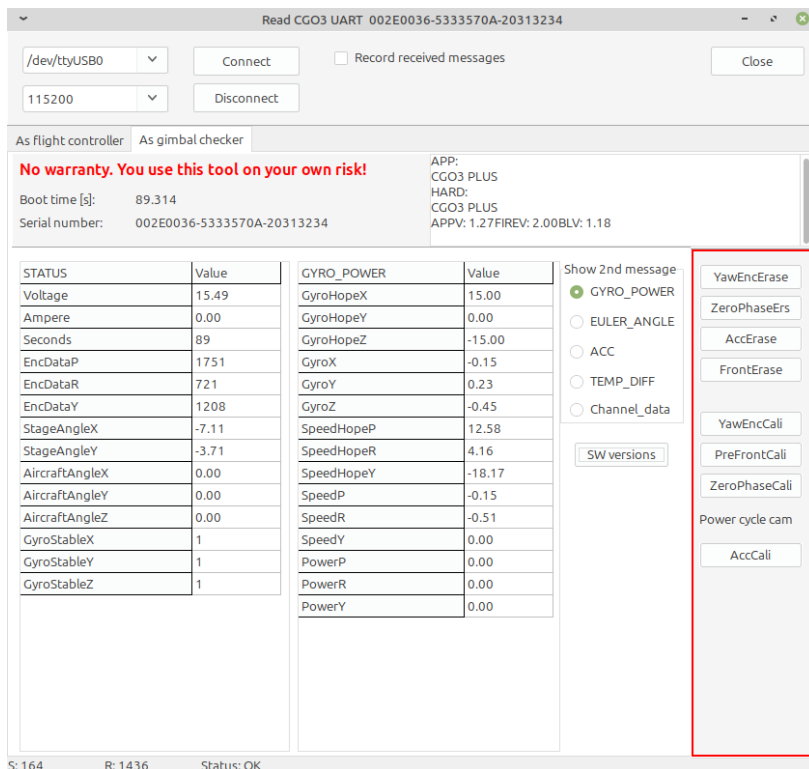 Read CGO3 UART 002E0036-5333570A-20313234
/dev/ttyUSB0
Connect
Record received messages
Close
115200
Disconnect
As flight controller
As gimbal checker
No warranty. You use this tool on your own risk!
Boot time [s]: 89.314
Serial number: 002E0036-5333570A-20313234
APP:
CGO3 PLUS
HARD:
CGO3 PLUS
APPV: 1.27FIREV: 2.00BLV: 1.18
STATUS Value
Voltage 15.49
Ampere 0.00
Seconds 89
EncDataP 1751
EncDataR 721
EncDataY 1208
StageAngleX -7.11
StageAngleY -3.71
AircraftAngleX 0.00
AircraftAngleY 0.00
AircraftAngleZ 0.00
GyroStableX 1
GyroStableY 1
GyroStableZ 1
GYRO_POWER Value
GyroHopeX 15.00
GyroHopeY 0.00
GyroHopeZ -15.00
GyroX -0.15
GyroY 0.23
GyroZ -0.45
SpeedHopeP 12.58
SpeedHopeR 4.16
SpeedHopeY -18.17
SpeedP -0.15
SpeedR -0.51
SpeedY 0.00
PowerP 0.00
PowerR 0.00
PowerY 0.00
Show 2nd message
GYRO_POWER
EULER_ANGLE
ACC
TEMP_DIFF
Channel_data
SW versions
YawEncErase
ZeroPhaseErs
AccErase
FrontErase
YawEncCali
PreFrontCali
ZeroPhaseCali
Power cycle cam
AccCali
S: 164 R: 1436 Status: OK